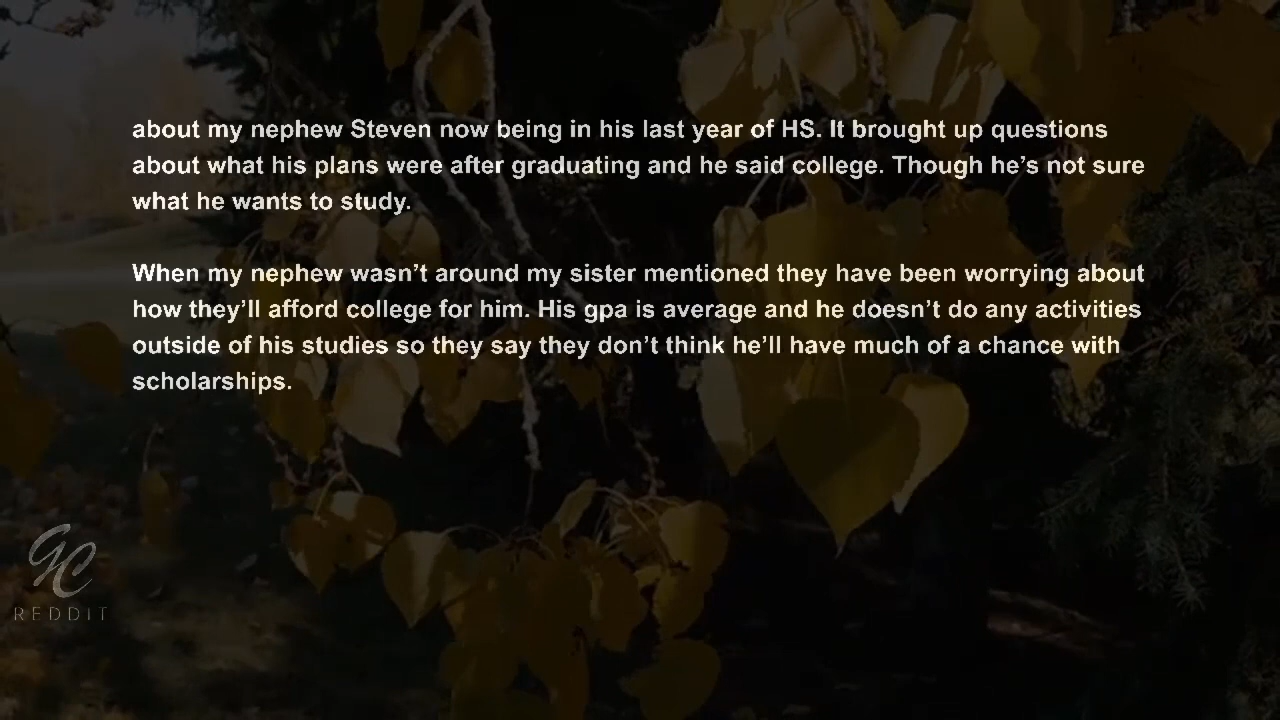 about my nephew Steven now being in his last year of HS. It brought up questions
about what his plans were after graduating and he said college. Though he’s not sure
what he wants to study.
When my nephew wasn’t around my sister mentioned they have been worrying about
how they’ll afford college for him. His gpa is average and he doesn’t do any activities
outside of his studies so they say they don’t think he’ll have much of a chance with
scholarships.
GC
REDDIT